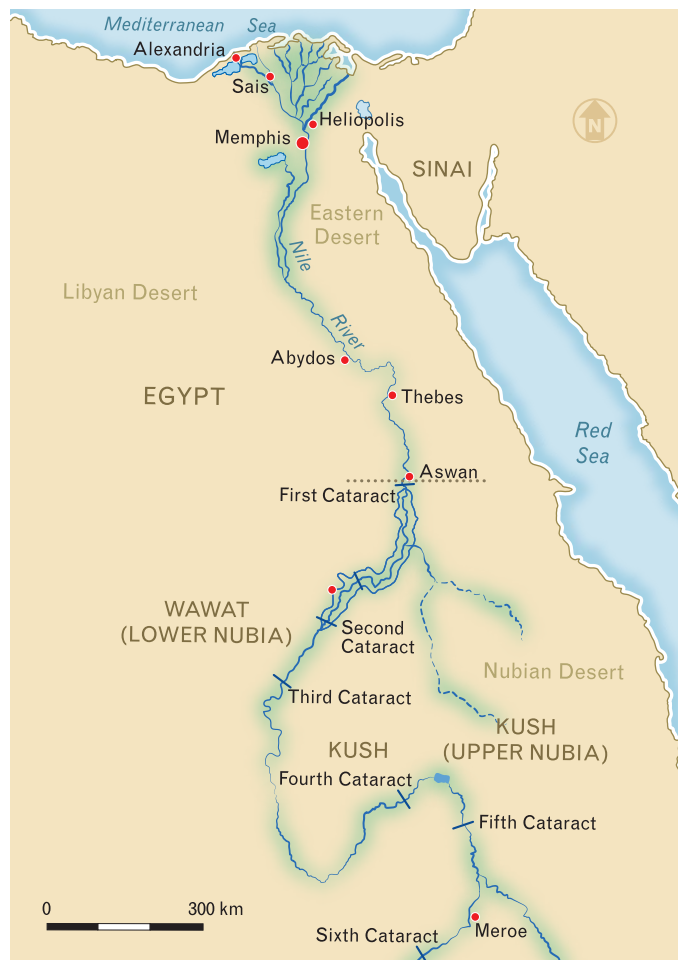 Mediterranean Sea
Alexandria
Sais
Heliopolis
Memphis
N
SINAI
Eastern
Desert
Nile
Libyan Desert
River
Abydos
EGYPT
Thebes
Red
Sea
Aswan
First Cataract
WAWAT
(LOWER NUBIA)
Second
Cataract
Nubian Desert
Third Cataract
KUSH
(UPPER NUBIA)
KUSH
Fourth Cataract
Fifth Cataract
0 300 km
Meroe
Sixth Cataract